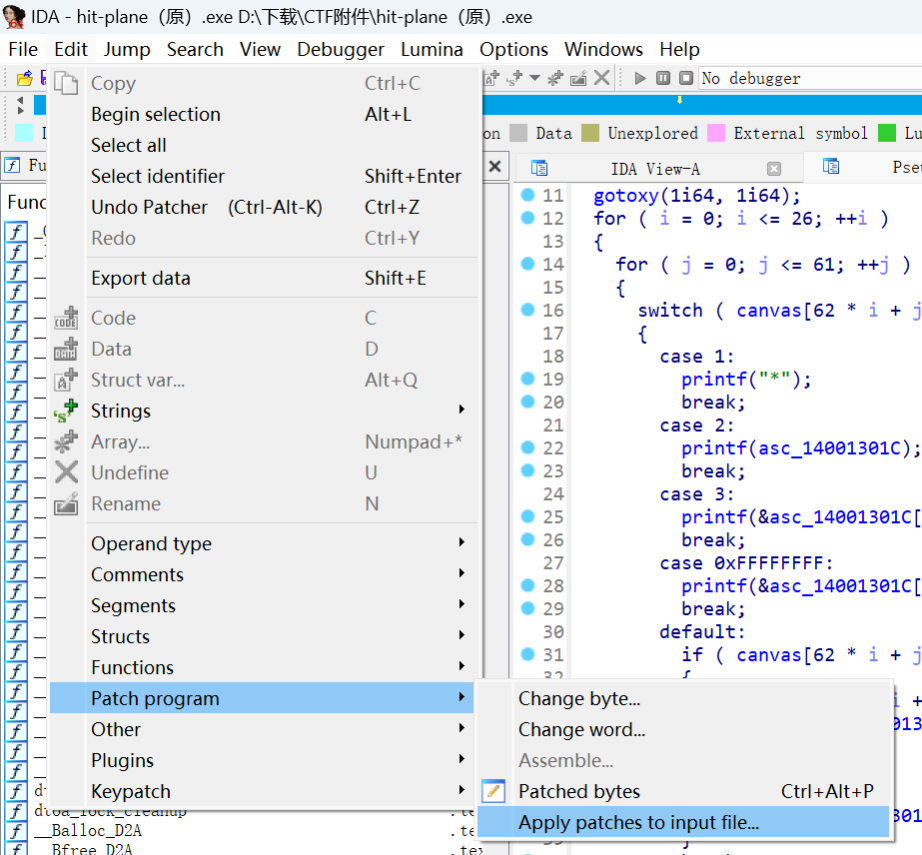 IDA - hit-plane（原）.exe D:\下载\CTF附件\hit-plane（原）.exe
File Edit Jump Search View Debugger Lumina Options Windows Help
No debugger
Data Unexplored External symbol Lu
Fu
IDA View-A
Pse
Func
Copy Ctrl+C
Begin selection Alt+L
Select all
Select identifier Shift+Enter
Undo Patcher (Ctrl-Alt-K) Ctrl+Z
Redo Ctrl+Y
Export data Shift+E
Code C
Data D
Struct var... Alt+Q
Strings
Array... Numpad+*
Undefine U
Rename N
Operand type
Comments
Segments
Structs
Functions
Patch program
Other
Plugins
Keypatch
Change byte...
Change word...
Assemble...
Patched bytes Ctrl+Alt+P
Apply patches to input file...
11 gotoxy(1i64, 1i64);
12 for ( i = 0; i <= 26; ++i )
13 {
14 for ( j = 0; j <= 61; ++j )
15 {
16 switch ( canvas[62 * i + j
17 {
18 case 1:
19 printf("*");
20 break;
21 case 2:
22 printf(asc_14001301C);
23 break;
24 case 3:
25 printf(&asc_14001301C[
26 break;
27 case 0xFFFFFFFF:
28 printf(&asc_14001301C[
29 break;
30 default:
31 if ( canvas[62 * i + j
32 {
dtoa_lock_cleanup .te
__Balloc_D2A .te
__Bfree_D2A .tex